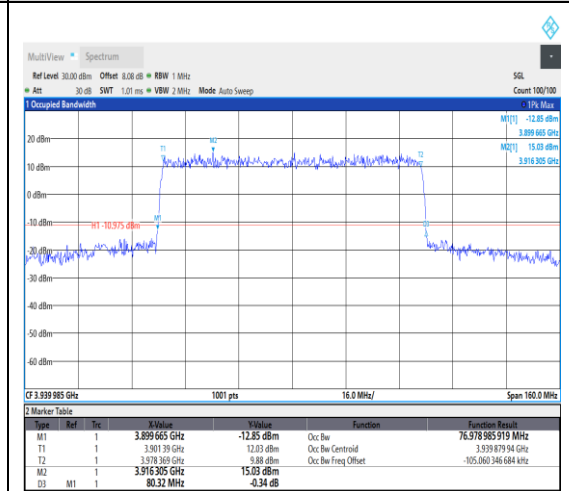 MultiView Spectrum
Ref Level 30.00 dBm Offset 8.08 dB RBW 1 MHz SGL
Att 30 dB SWT 1.01 ms VBW 2 MHz Mode Auto Sweep Count 100/100
1 Occupied Bandwidth 1Pk Max
M1[1] -12.85 dBm
3.899 665 GHz
M2[1] 15.03 dBm
3.916 305 GHz
20 dBm
M2
T1
T2
10 dBm
0 dBm
-10 dBm
H1 -10.975 dBm
M1
D3
-20 dBm
-30 dBm
-40 dBm
-50 dBm
-60 dBm
CF 3.939 985 GHz 1001 pts 16.0 MHz/ Span 160.0 MHz
2 Marker Table
Type Ref Trc X-Value Y-Value Function Function Result
M1 1 3.899 665 GHz -12.85 dBm Occ Bw 76.978 985 919 MHz
T1 1 3.901 39 GHz 12.03 dBm Occ Bw Centroid 3.939 879 94 GHz
T2 1 3.978 369 GHz 9.88 dBm Occ Bw Freq Offset -105.060 346 684 kHz
M2 1 3.916 305 GHz 15.03 dBm
D3 M1 1 80.32 MHz -0.34 dB